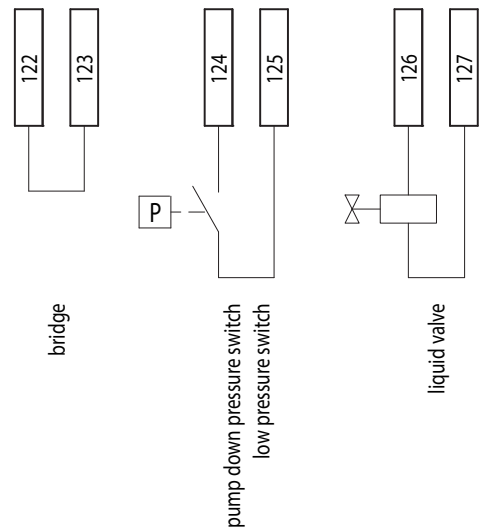 122
123
124
125
126
127
P
bridge
pump down pressure switch
low pressure switch
liquid valve